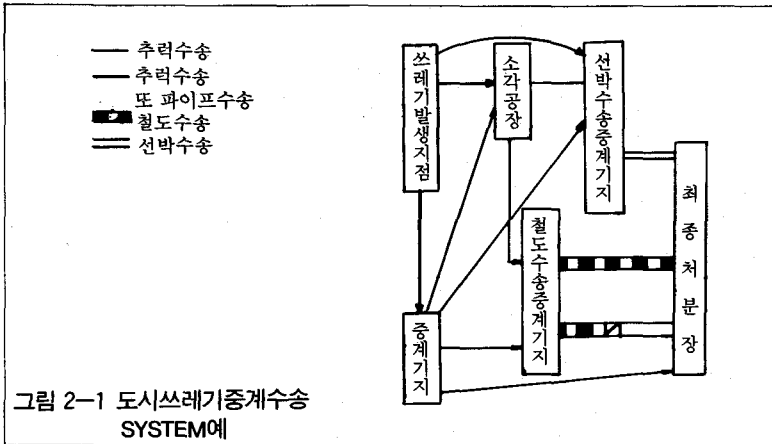 추럭수송
추럭수송
또 파이프수송
철도수송
선박수송
쓰레기발생지점
소각공장
선박수송중계기지
최종처분장
철도수송중계기지
중계기지
그림 2-1 도시쓰레기중계수송
SYSTEM예